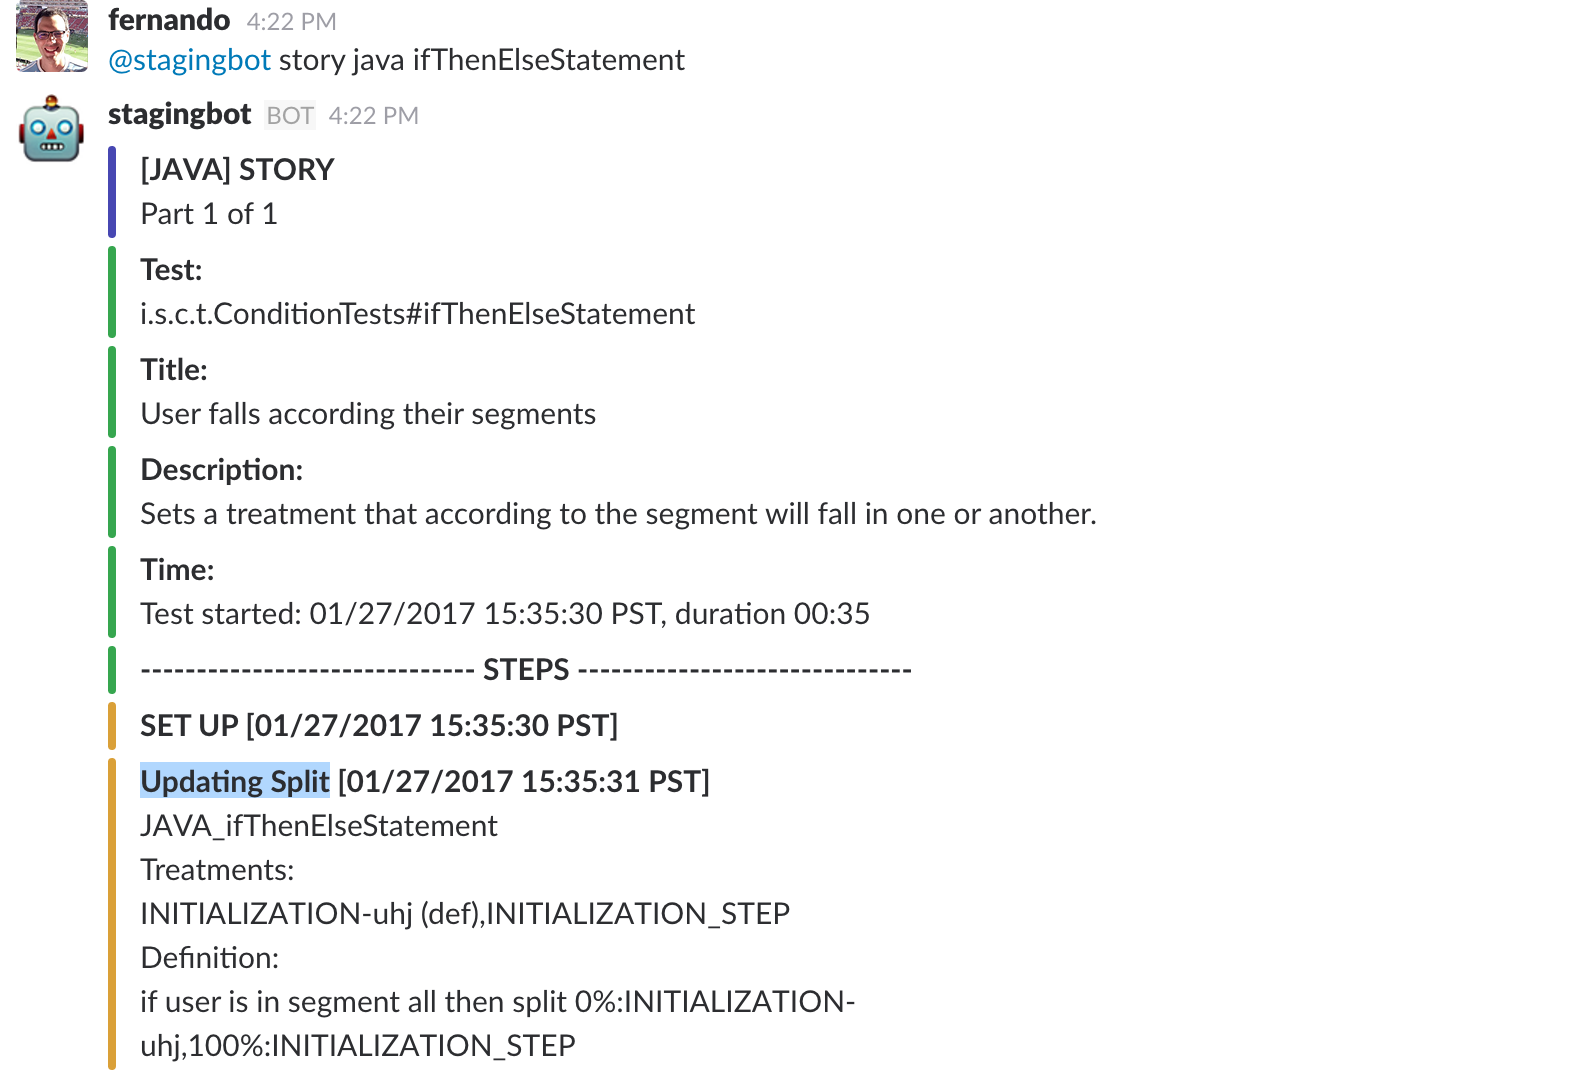 fernando 4:22 PM
@stagingbot story java ifThenElseStatement
stagingbot BOT 4:22 PM
[JAVA] STORY
Part 1 of 1
Test:
i.s.c.t.ConditionTests#ifThenElseStatement
Title:
User falls according their segments
Description:
Sets a treatment that according to the segment will fall in one or another.
Time:
Test started: 01/27/2017 15:35:30 PST, duration 00:35
------------------------------ STEPS ------------------------------
SET UP [01/27/2017 15:35:30 PST]
Updating Split [01/27/2017 15:35:31 PST]
JAVA_ifThenElseStatement
Treatments:
INITIALIZATION-uhj (def),INITIALIZATION_STEP
Definition:
if user is in segment all then split 0%:INITIALIZATION-
uhj,100%:INITIALIZATION_STEP